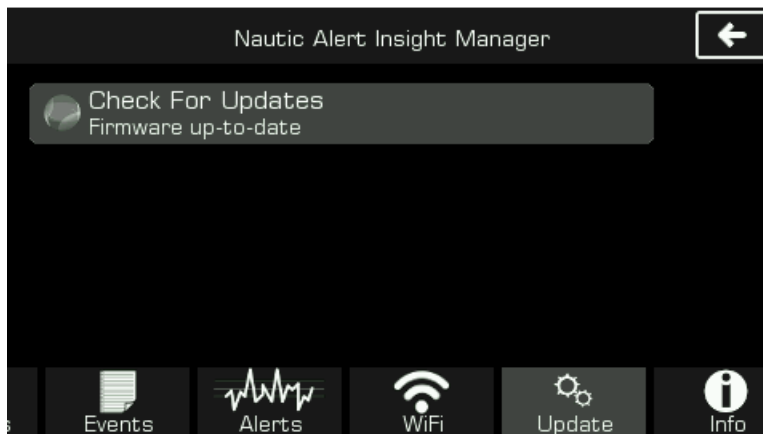 Nautic Alert Insight Manager
Check For Updates
Firmware up-to-date
Events Alerts WiFi Update Info